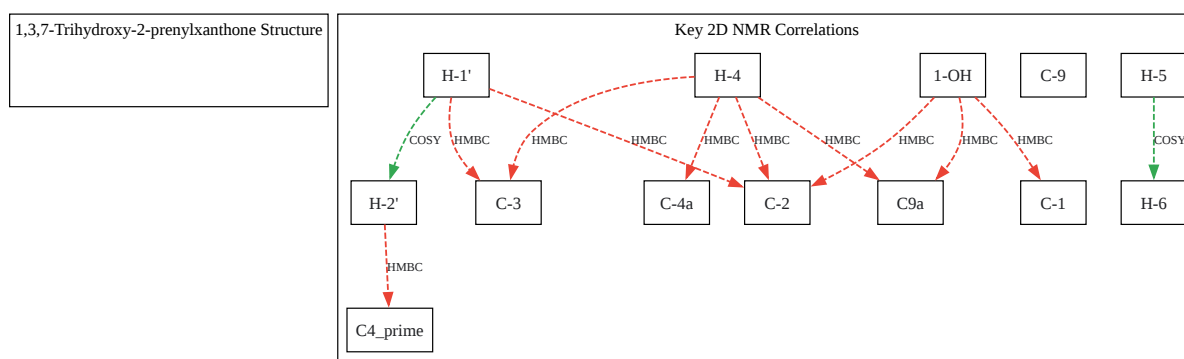 1,3,7-Trihydroxy-2-prenylxanthone Structure
Key 2D NMR Correlations
H-1'
H-4
1-OH
C-9
H-5
COSY
HMBC
HMBC
HMBC
HMBC
HMBC
HMBC
HMBC
HMBC
HMBC
COSY
H-2'
C-3
C-4a
C-2
C9a
C-1
H-6
HMBC
C4_prime